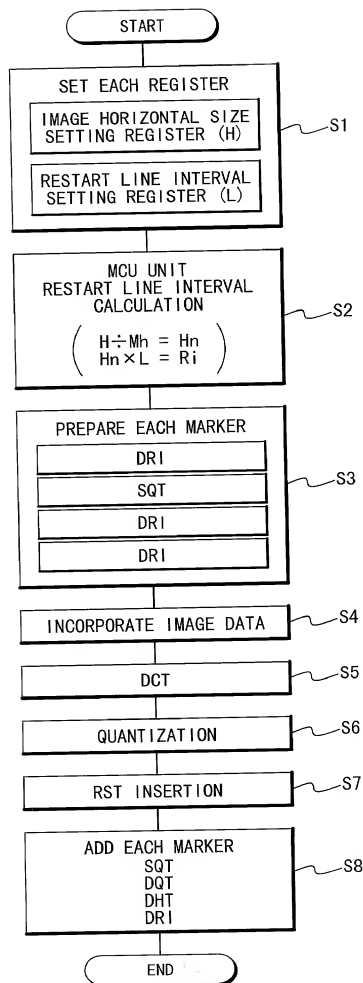 START
SET EACH REGISTER
IMAGE HORIZONTAL SIZE
SETTING REGISTER (H)
S1
RESTART LINE INTERVAL
SETTING REGISTER (L)
MCU UNIT
RESTART LINE INTERVAL
CALCULATION
S2
H÷Mh = Hn
Hn×L = Ri
PREPARE EACH MARKER
DRI
SQT
S3
DRI
DRI
INCORPORATE IMAGE DATA
S4
DCT
S5
QUANTIZATION
S6
RST INSERTION
S7
ADD EACH MARKER
SQT
S8
DQT
DHT
DRI
END